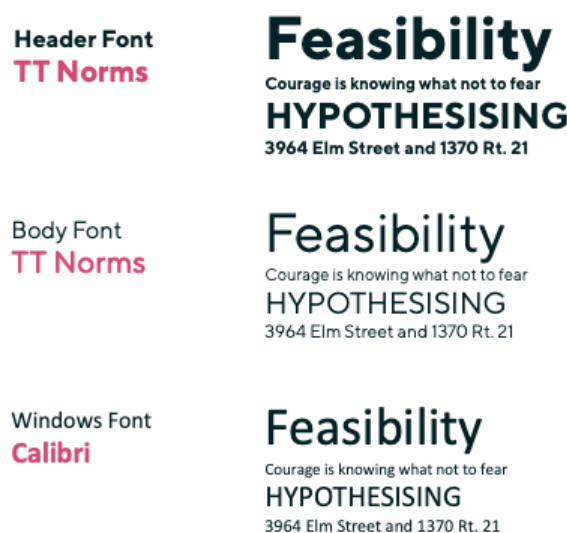 Header Font
TT Norms
Feasibility
Courage is knowing what not to fear
HYPOTHESISING
3964 Elm Street and 1370 Rt. 21
Body Font
TT Norms
Feasibility
Courage is knowing what not to fear
HYPOTHESISING
3964 Elm Street and 1370 Rt. 21
Windows Font
Calibri
Feasibility
Courage is knowing what not to fear
HYPOTHESISING
3964 Elm Street and 1370 Rt. 21